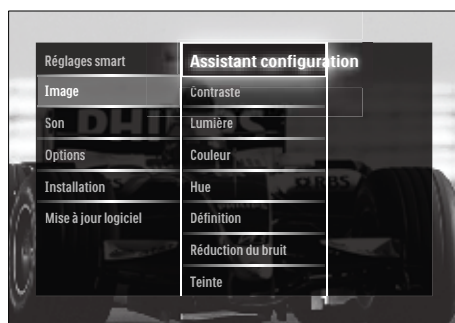 Réglages smart
Image
Son
Options
Installation
Mise à jour logiciel
Assistant configuration
Contraste
Lumière
Couleur
Hue
Définition
Réduction du bruit
Teinte